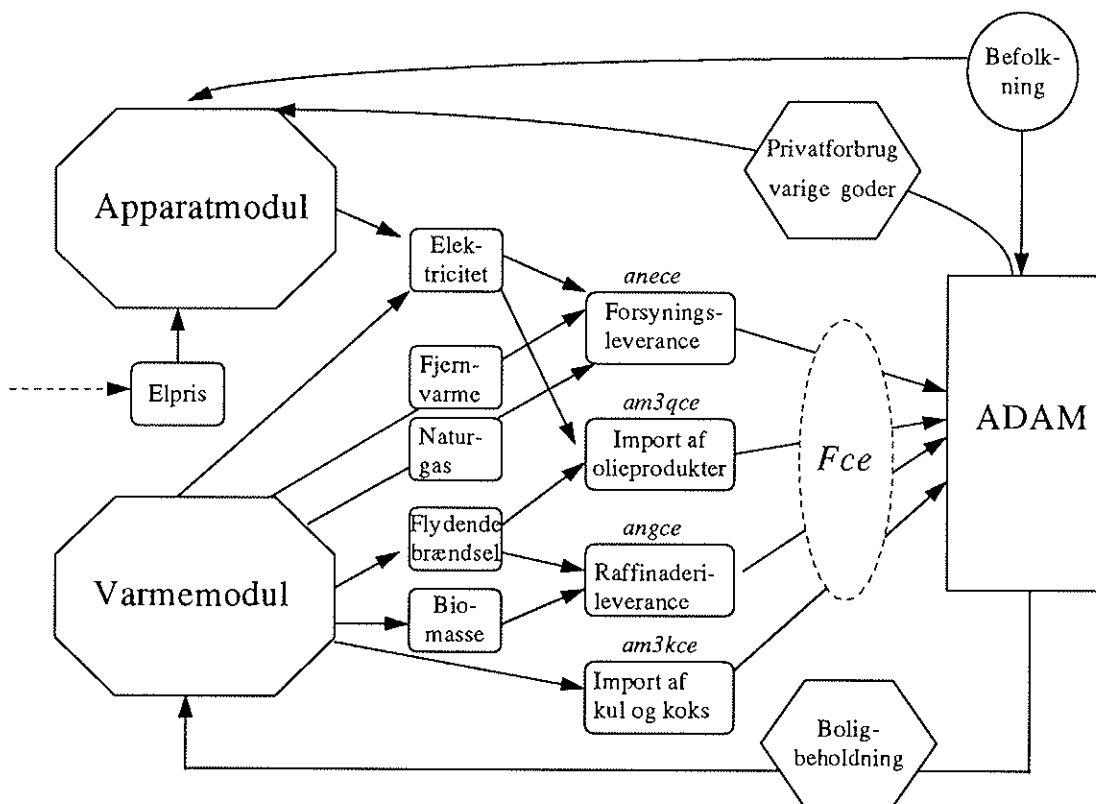 Befolk-
ning
Privatforbrug
varige goder
Apparatmodul
Elek-
tricitet
anece
Forsynings-
leverance
Fjern-
varme
Elpris
am3qce
Natur-
gas
Import af
olieprodukter
Fce
ADAM
Flydende
brændsel
angce
Raffinaderi-
leverance
Varmemodul
Bio-
masse
am3kce
Import af
kul og koks
Bolig-
beholdning